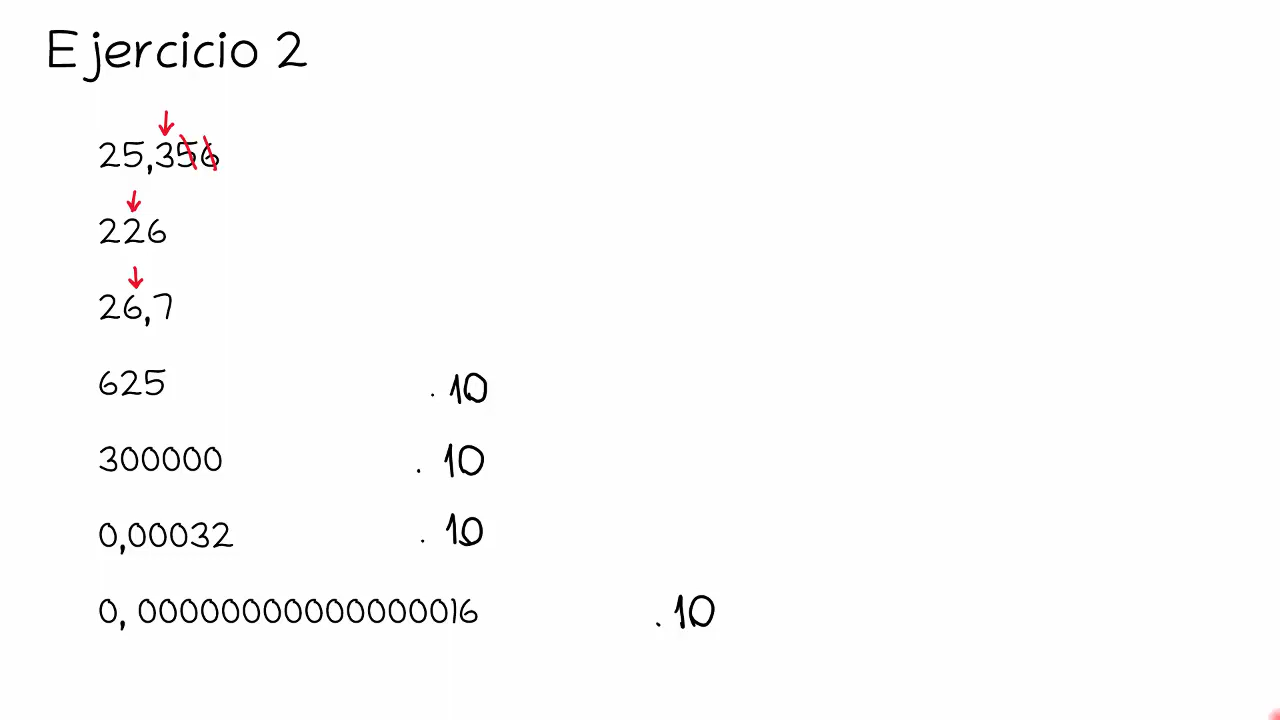 Ejercicio 2
25,356
226
26,7
625 . 10
300000 . 10
0,00032 . 10
0, 00000000000000016 . 10